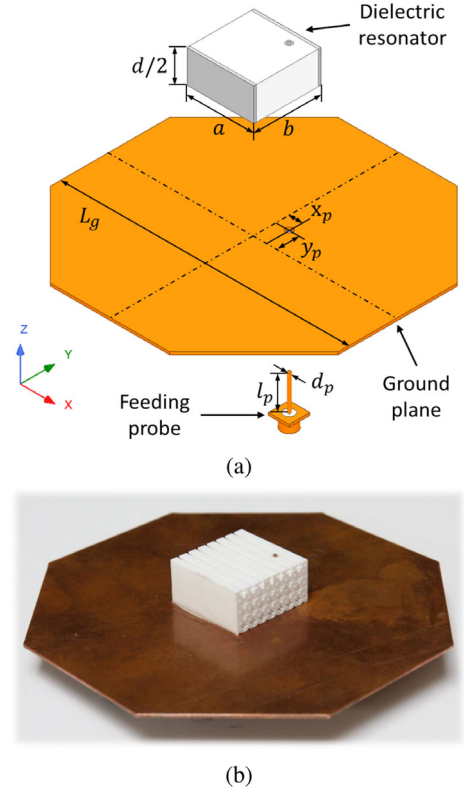 Dielectric
resonator
d/2
a
b
L_g
x_p
y_p
Z
Y
X
l_p
d_p
Feeding
probe
Ground
plane
(a)
(b)